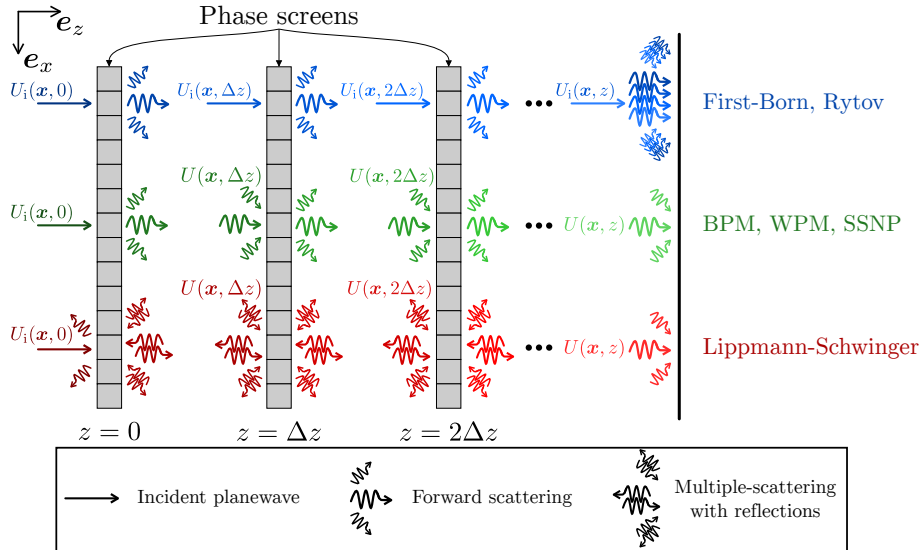 e_z
Phase screens
e_x
U_i(x, 0)
U_i(x, Δz)
U_i(x, 2Δz)
•••
U_i(x, z)
First-Born, Rytov
U_i(x, 0)
U(x, Δz)
U(x, 2Δz)
•••
U(x, z)
BPM, WPM, SSNP
U_i(x, 0)
U(x, Δz)
U(x, 2Δz)
•••
U(x, z)
Lippmann-Schwinger
z = 0
z = Δz
z = 2Δz
Incident planewave
Forward scattering
Multiple-scattering
with reflections